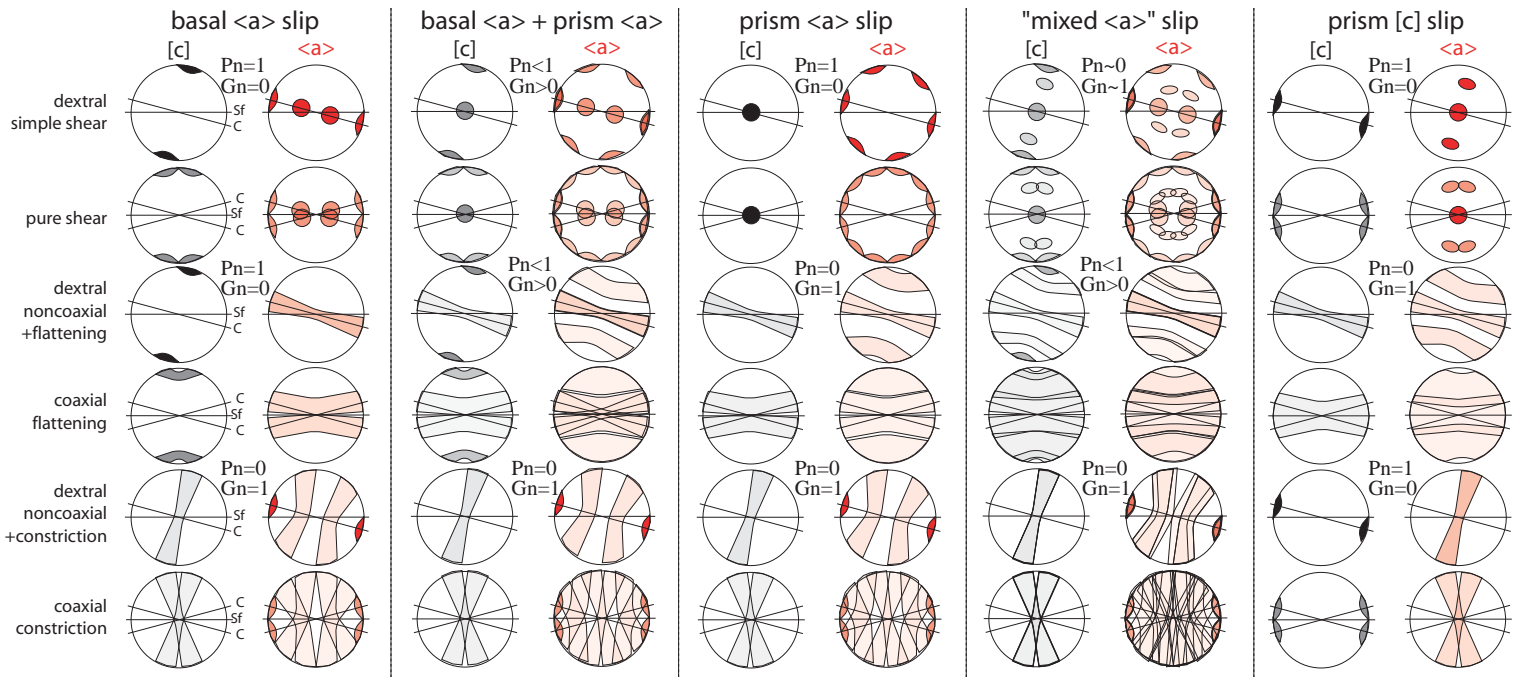 basal <a> slip
basal <a> + prism <a>
prism <a> slip
"mixed <a>" slip
prism [c] slip
[c]
<a>
[c]
<a>
[c]
<a>
[c]
<a>
[c]
<a>
dextral
simple shear
Pn=1
Gn=0
Sf
C
Pn<1
Gn>0
Pn=1
Gn=0
Pn~0
Gn~1
Pn=1
Gn=0
pure shear
C
Sf
C
dextral
noncoaxial
+flattening
Pn=1
Gn=0
Sf
C
Pn<1
Gn>0
Pn=0
Gn=1
Pn<1
Gn>0
Pn=0
Gn=1
coaxial
flattening
C
Sf
C
dextral
noncoaxial
+constriction
Pn=0
Gn=1
Sf
C
Pn=0
Gn=1
Pn=0
Gn=1
Pn=0
Gn=1
Pn=1
Gn=0
coaxial
constriction
C
Sf
C